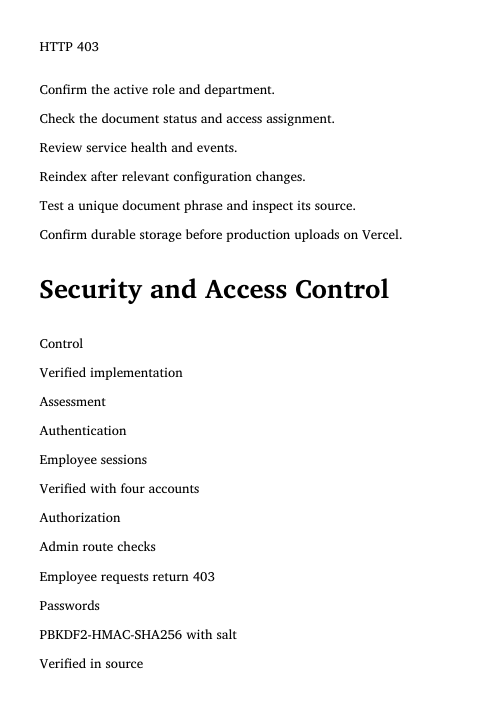 HTTP 403
Confirm the active role and department.
Check the document status and access assignment.
Review service health and events.
Reindex after relevant configuration changes.
Test a unique document phrase and inspect its source.
Confirm durable storage before production uploads on Vercel.
Security and Access Control
Control
Verified implementation
Assessment
Authentication
Employee sessions
Verified with four accounts
Authorization
Admin route checks
Employee requests return 403
Passwords
PBKDF2-HMAC-SHA256 with salt
Verified in source